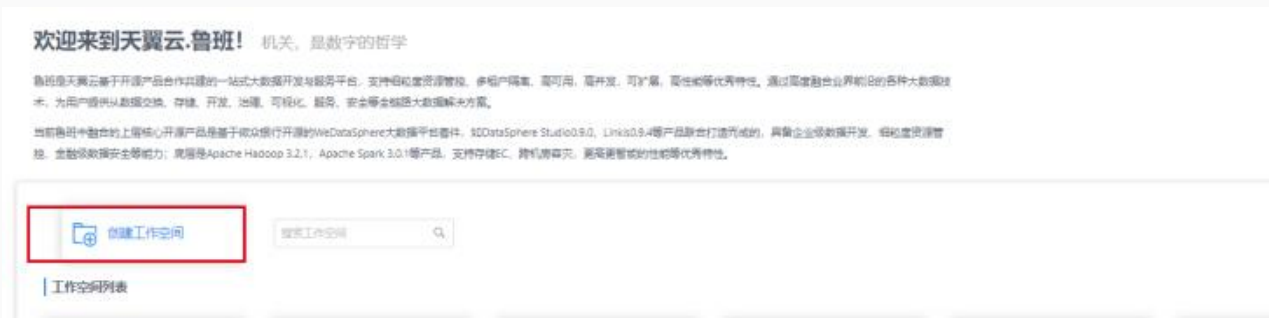 欢迎来到天翼云.鲁班！ 机关，是数字的哲学
鲁班是天翼云基于开源产品合作共建的一站式大数据开发与服务平台，支持细粒度资源管控、多租户隔离、高可用、高并发、可扩展、高性能等优秀特性。通过高度融合业界前沿的各种大数据技
术，为用户提供从数据交换、存储、开发、治理、可视化、服务、安全等全链路大数据解决方案。
当前鲁班中融合的上层核心开源产品是基于微众银行开源的WeDataSphere大数据平台套件，如DataSphere Studio0.9.0、Linkis0.9.4等产品联合打造而成的，具备企业级数据开发、细粒度资源管
控、金融级数据安全等能力；底层是Apache Hadoop 3.2.1，Apache Spark 3.0.1等产品，支持存储EC、跨机房容灾、更高更智能的性能等优秀特性。
创建工作空间
搜索工作空间
工作空间列表